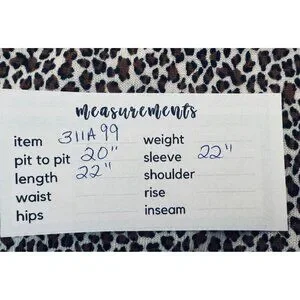 measurements
item 311A99 weight
pit to pit 20" sleeve 22"
length 22" shoulder
waist rise
hips inseam